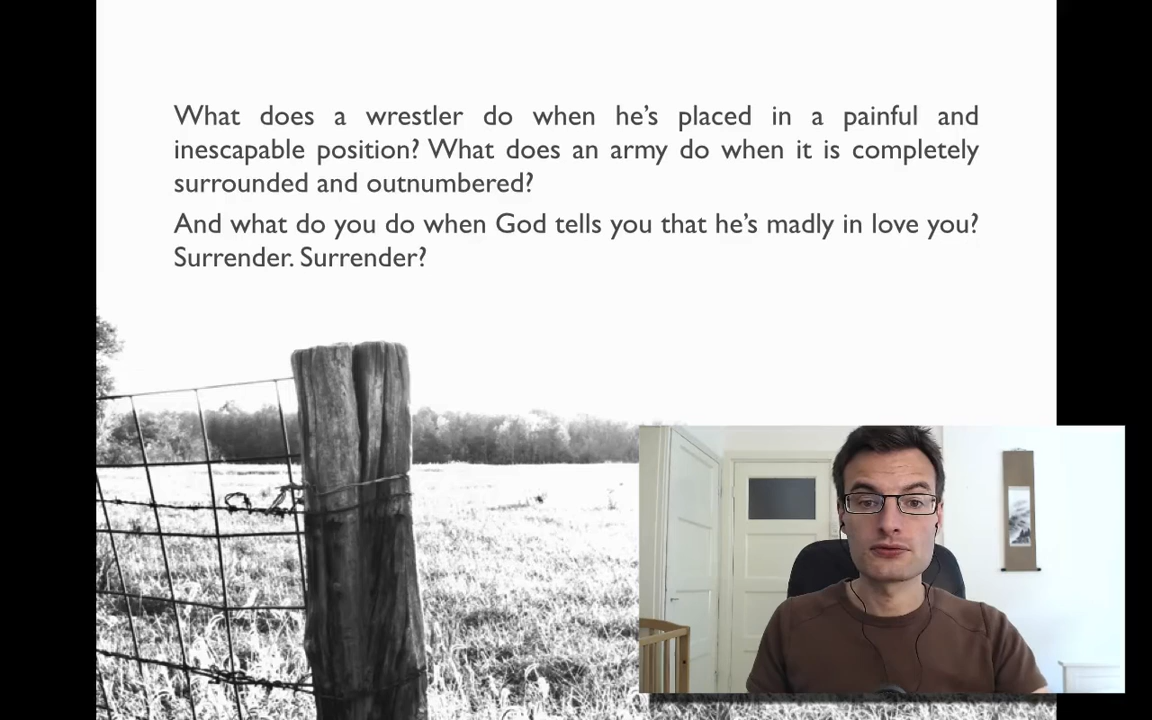 What does a wrestler do when he's placed in a painful and
inescapable position? What does an army do when it is completely
surrounded and outnumbered?
And what do you do when God tells you that he's madly in love you?
Surrender. Surrender?